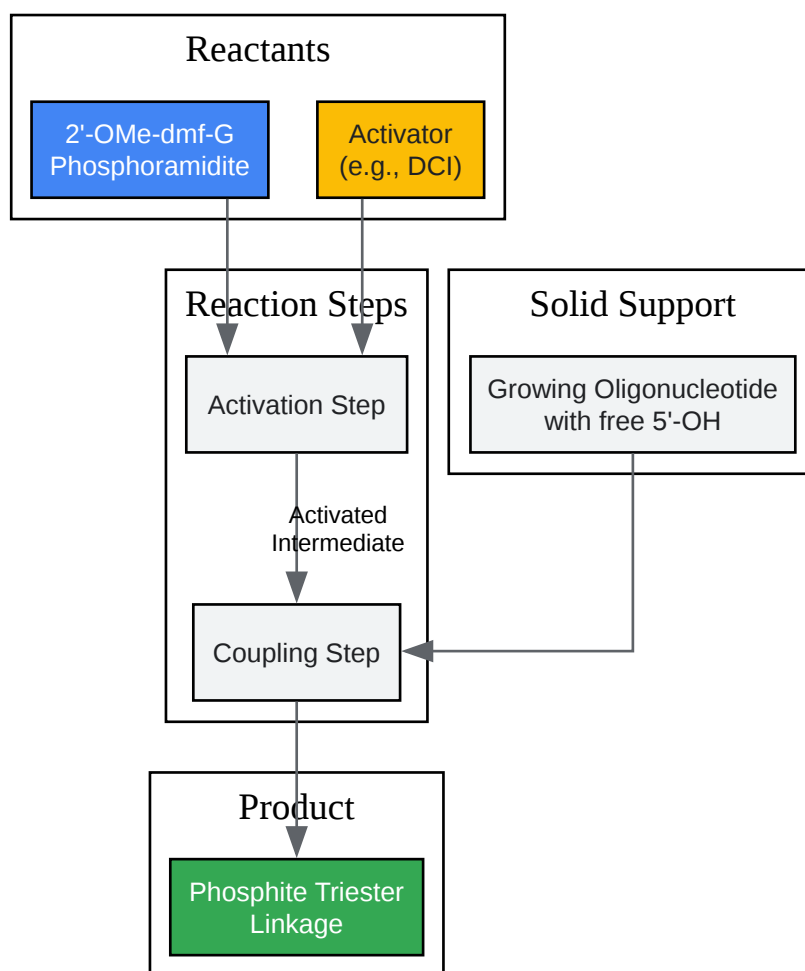 Reactants
2'-OMe-dmf-G
Phosphoramidite
Activator
(e.g., DCI)
Reaction Steps
Activation Step
Solid Support
Growing Oligonucleotide
with free 5'-OH
Activated
Intermediate
Coupling Step
Product
Phosphite Triester
Linkage